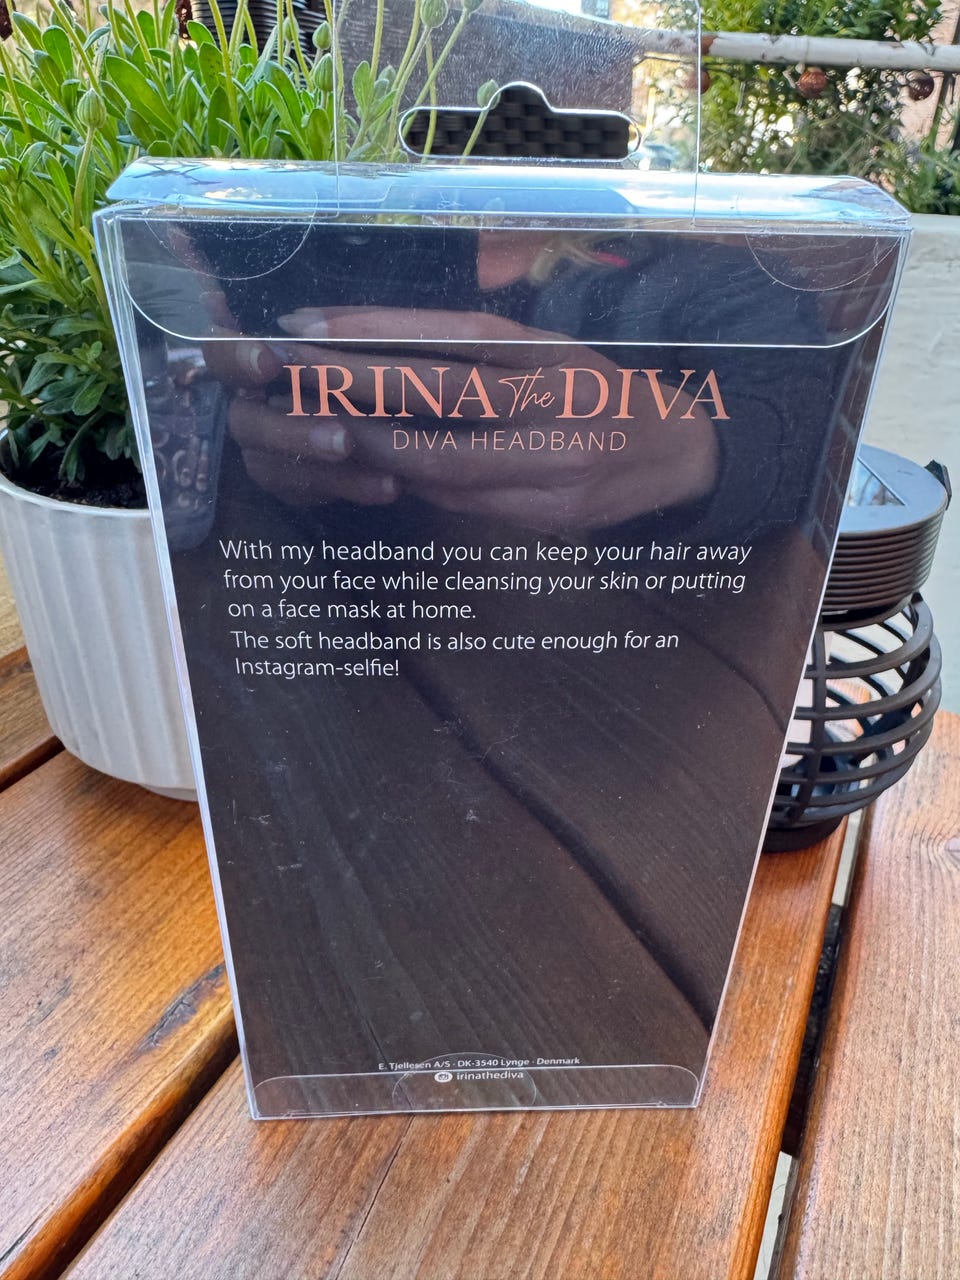 IRINA The DIVA
DIVA HEADBAND
With my headband you can keep your hair away
from your face while cleansing your skin or putting
on a face mask at home.
The soft headband is also cute enough for an
Instagram-selfie!
E. Tjellesen A/S · DK-3540 Lynge · Denmark
irinathediva